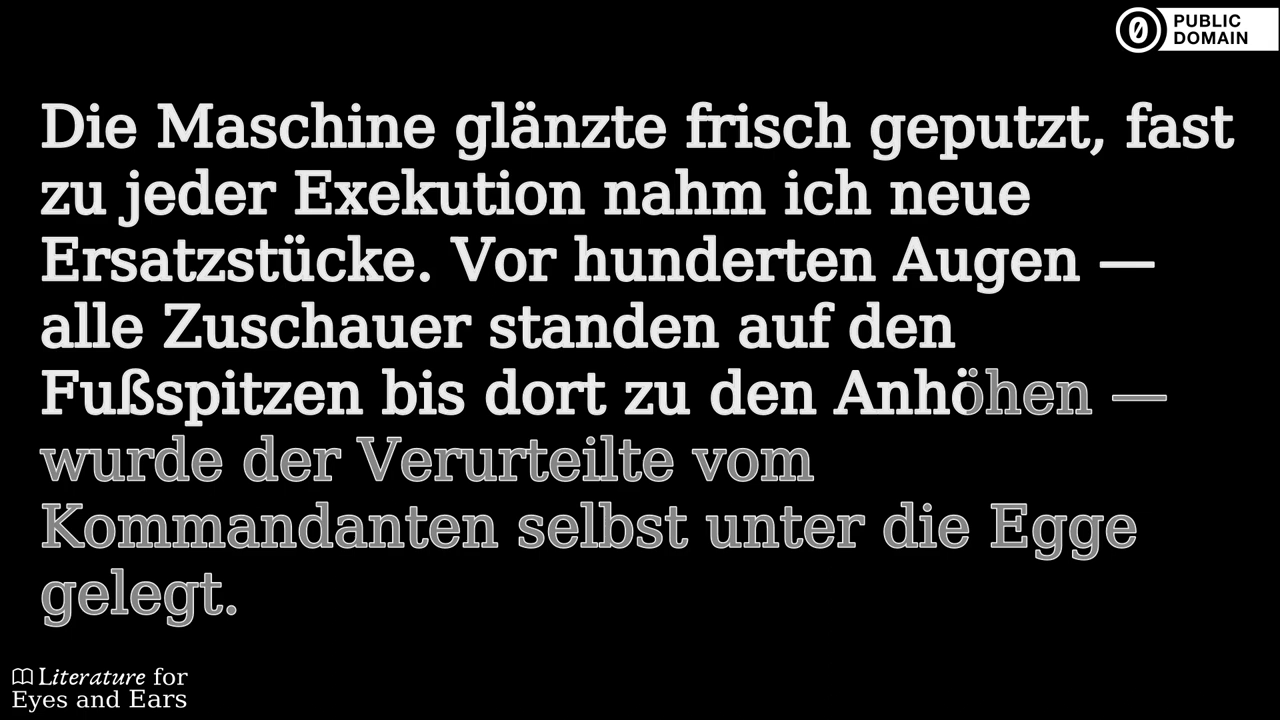 PUBLIC
DOMAIN
Die Maschine glänzte frisch geputzt, fast
zu jeder Exekution nahm ich neue
Ersatzstücke. Vor hunderten Augen —
alle Zuschauer standen auf den
Fußspitzen bis dort zu den Anhöhen —
wurde der Verurteilte vom
Kommandanten selbst unter die Egge
gelegt.
Literature for
Eyes and Ears